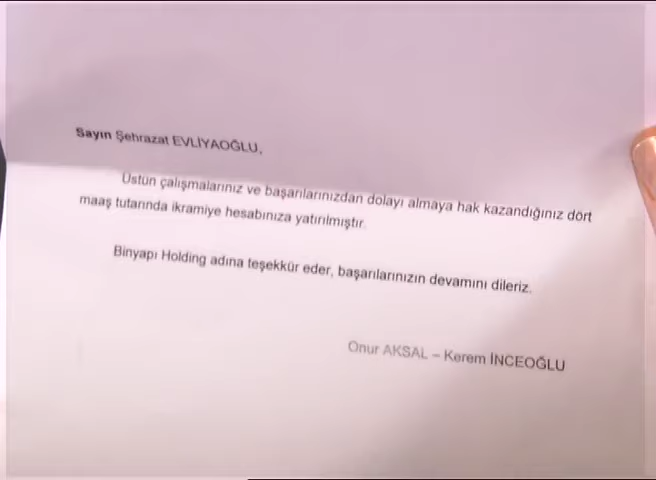 Sayın Şehrazat EVLİYAOĞLU,
Üstün çalışmalarınız ve başarılarınızdan dolayı almaya hak kazandığınız dört
maaş tutarında ikramiye hesabınıza yatırılmıştır.
Binyapı Holding adına teşekkür eder, başarılarınızın devamını dileriz.
Onur AKSAL – Kerem İNCEOĞLU